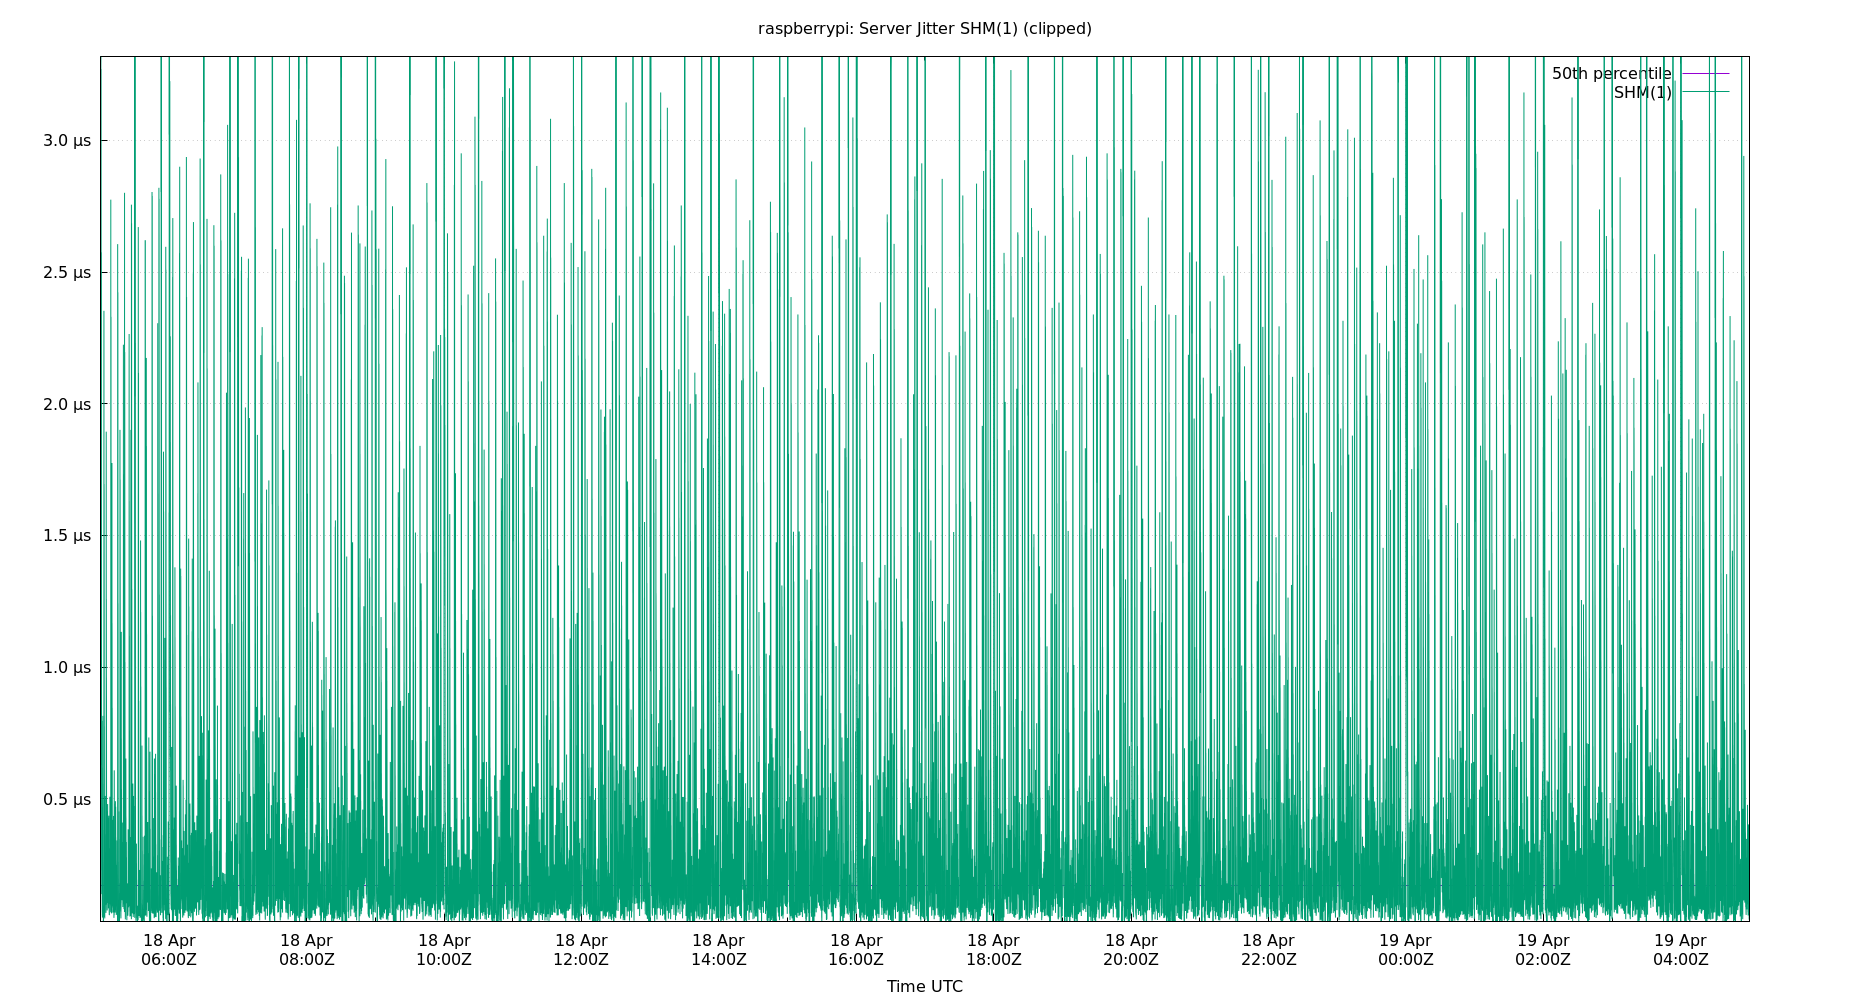 raspberrypi: Server Jitter SHM(1) (clipped)
50th percentile
SHM(1)
3.0 µs
2.5 µs
2.0 µs
1.5 µs
1.0 µs
0.5 µs
18 Apr 18 Apr 18 Apr 18 Apr 18 Apr 18 Apr 18 Apr 18 Apr 18 Apr 19 Apr 19 Apr 19 Apr
06:00Z 08:00Z 10:00Z 12:00Z 14:00Z 16:00Z 18:00Z 20:00Z 22:00Z 00:00Z 02:00Z 04:00Z
Time UTC